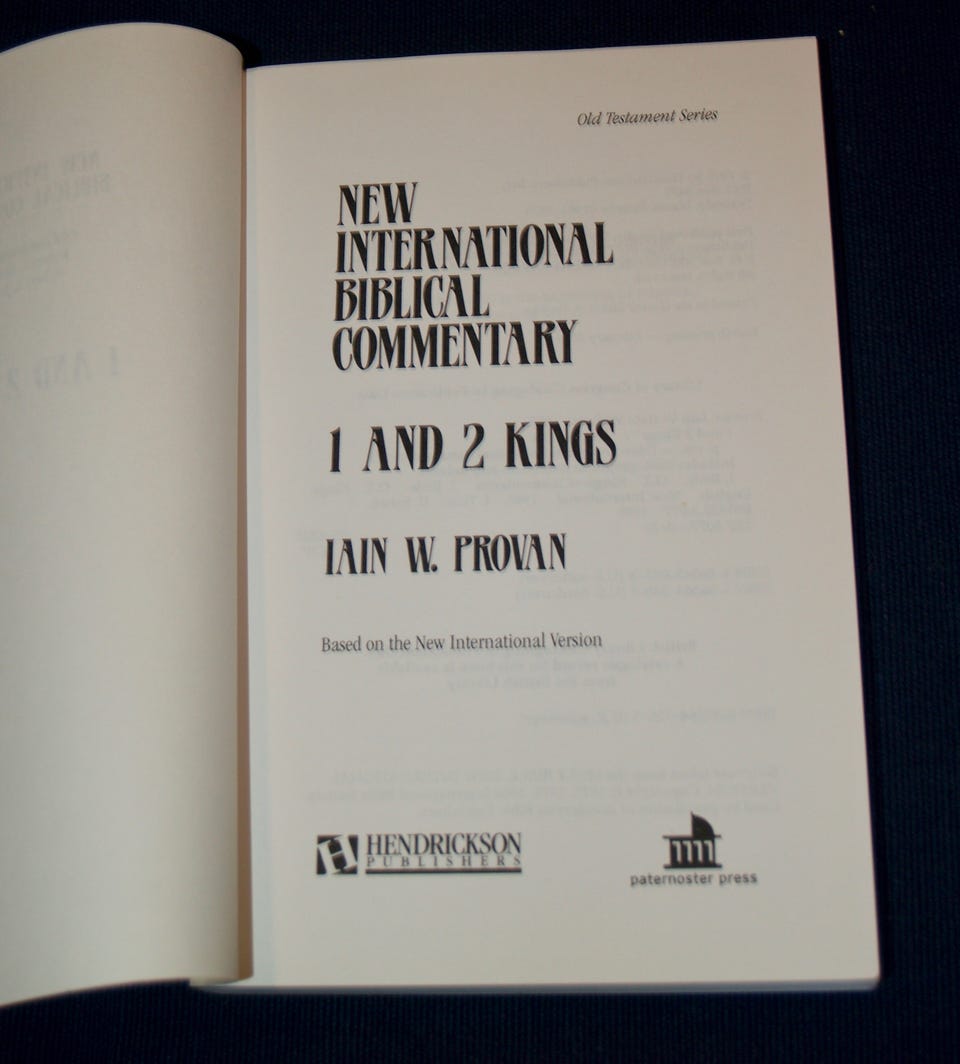 Old Testament Series
NEW
INTERNATIONAL
BIBLICAL
COMMENTARY
1 AND 2 KINGS
IAIN W. PROVAN
Based on the New International Version
H HENDRICKSON
PUBLISHERS
paternoster press